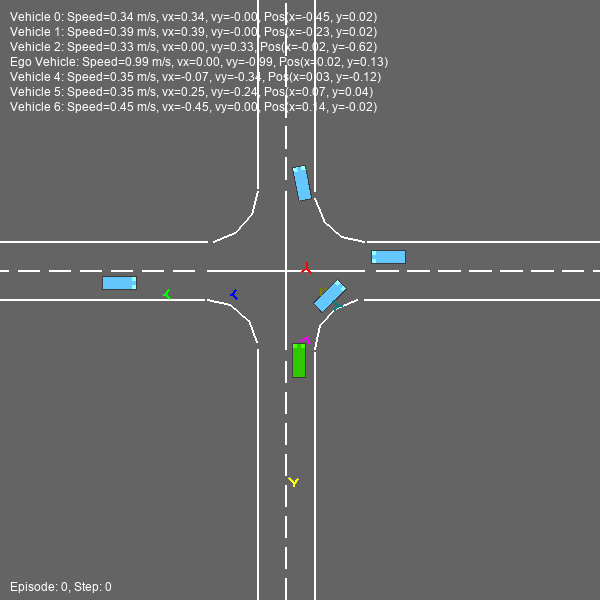 Vehicle 0: Speed=0.34 m/s, vx=0.34, vy=-0.00, Pos(x=-0.45, y=0.02)
Vehicle 1: Speed=0.39 m/s, vx=0.39, vy=-0.00, Pos(x=-0.23, y=0.02)
Vehicle 2: Speed=0.33 m/s, vx=0.00, vy=0.33, Pos(x=-0.02, y=-0.62)
Ego Vehicle: Speed=0.99 m/s, vx=0.00, vy=-0.99, Pos(x=0.02, y=0.13)
Vehicle 4: Speed=0.35 m/s, vx=-0.07, vy=-0.34, Pos(x=0.03, y=-0.12)
Vehicle 5: Speed=0.35 m/s, vx=0.25, vy=-0.24, Pos(x=0.07, y=0.04)
Vehicle 6: Speed=0.45 m/s, vx=-0.45, vy=0.00, Pos(x=0.14, y=-0.02)
Episode: 0, Step: 0